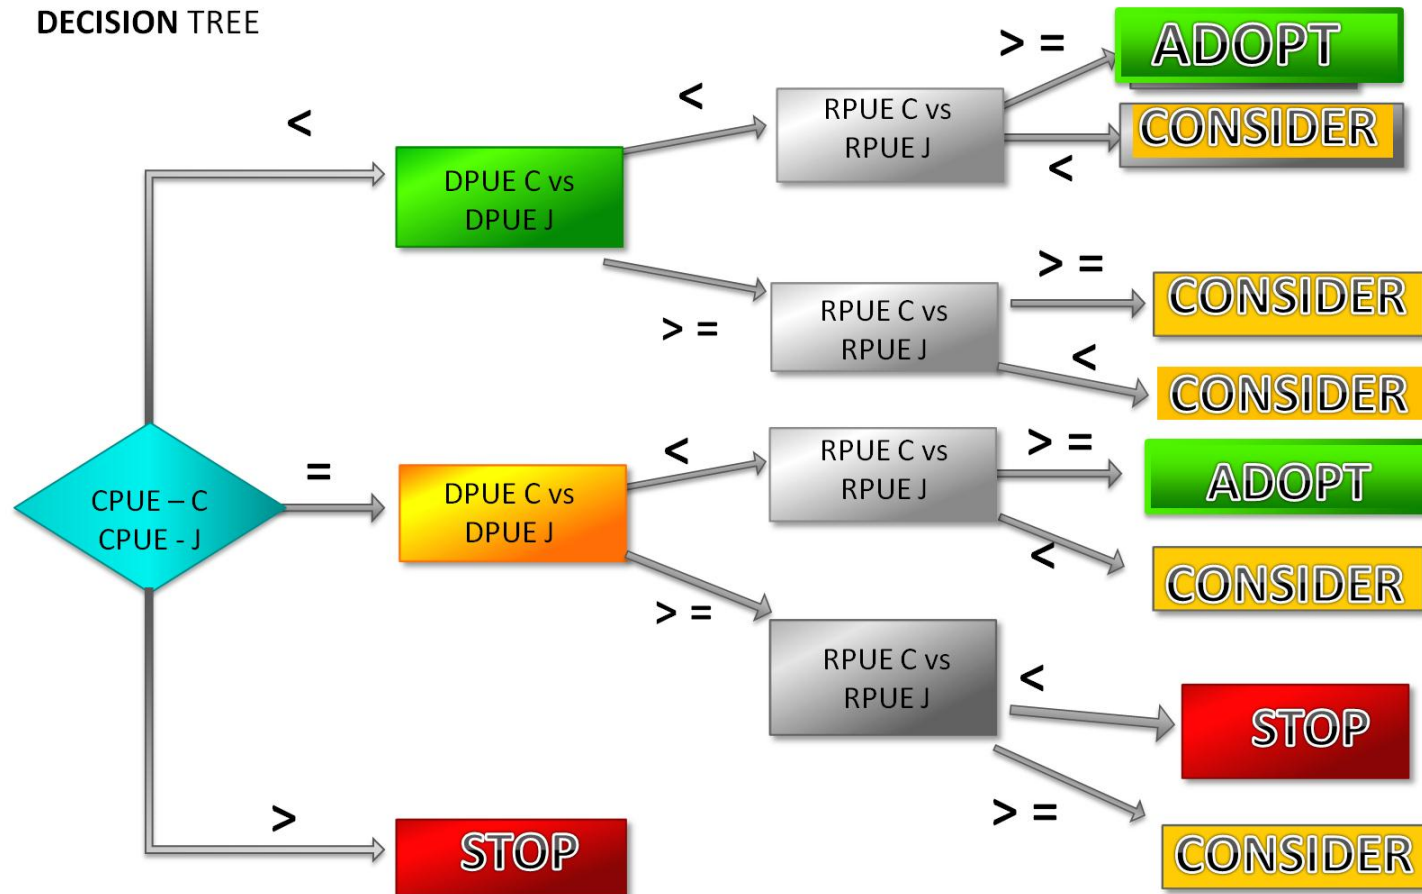 DECISION TREE
> =
ADOPT
<
<
RPUE C vs
RPUE J
CONSIDER
<
DPUE C vs
DPUE J
> =
CONSIDER
> =
RPUE C vs
RPUE J
<
CONSIDER
<
RPUE C vs
RPUE J
> =
ADOPT
=
CPUE – C
CPUE - J
DPUE C vs
DPUE J
<
CONSIDER
> =
RPUE C vs
RPUE J
<
STOP
> =
CONSIDER
>
STOP